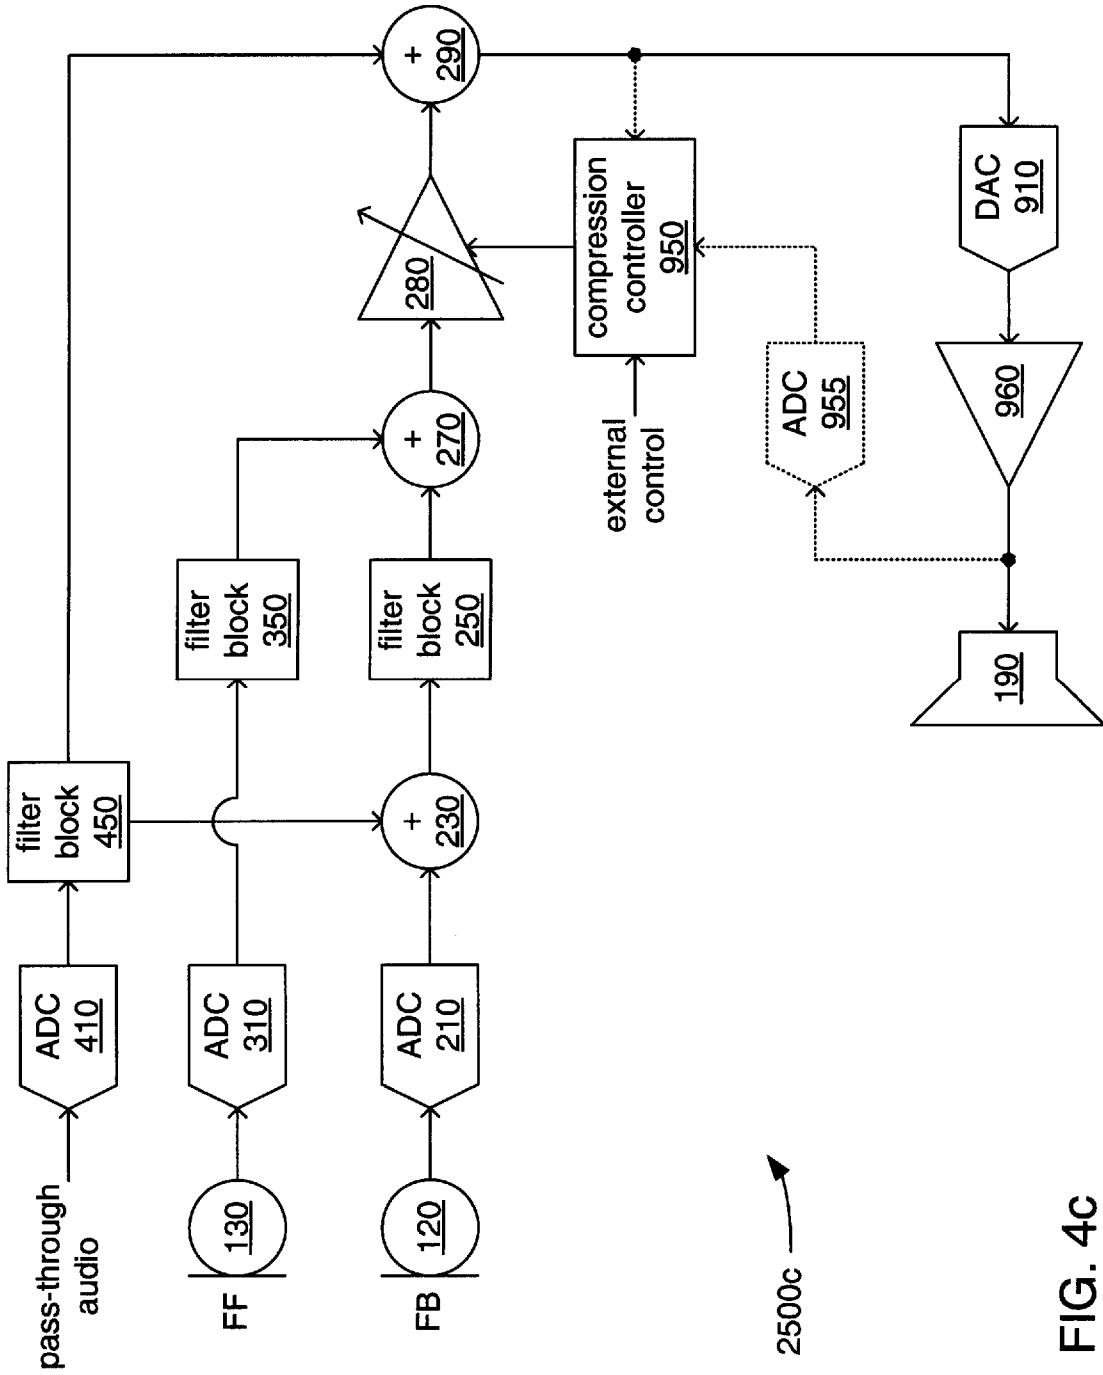 pass-through
audio
ADC
410
filter
block
450
FF
130
ADC
310
filter
block
350
FB
120
ADC
210
+
230
filter
block
250
+
270
280
+
290
external
control
compression
controller
950
ADC
955
DAC
910
960
190
2500c
FIG. 4c